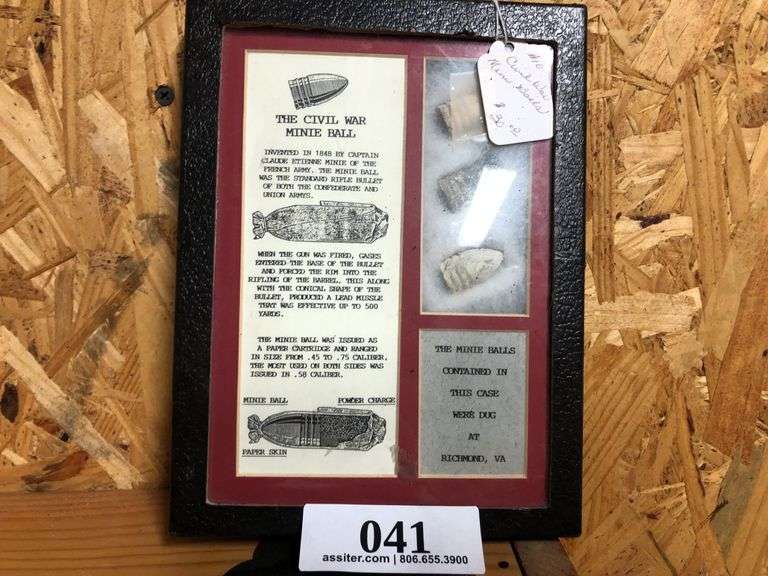 THE CIVIL WAR
MINIE BALL
INVENTED IN 1848 BY CAPTAIN
CLAUDE ETIENNE MINIE OF THE
FRENCH ARMY. THE MINIE BALL
WAS THE STANDARD RIFLE BULLET
OF BOTH THE CONFEDERATE AND
UNION ARMYS.
WHEN THE GUN WAS FIRED, GASES
ENTERED THE BASE OF THE BULLET
AND FORCED THE RIM INTO THE
RIFLING OF THE BARREL. THIS ALONG
WITH THE CONICAL SHAPE OF THE
BULLET, PRODUCED A LEAD MISSLE
THAT WAS EFFECTIVE UP TO 500
YARDS.
THE MINIE BALL WAS ISSUED AS
A PAPER CARTRIDGE AND RANGED
IN SIZE FROM .45 TO .75 CALIBER.
THE MOST USED ON BOTH SIDES WAS
ISSUED IN .58 CALIBER.
MINIE BALL POWDER CHARGE
PAPER SKIN
#10
Civil War
Minie Balls
$
THE MINIE BALLS
CONTAINED IN
THIS CASE
WERE DUG
AT
RICHMOND, VA
041
assiter.com | 806.655.3900